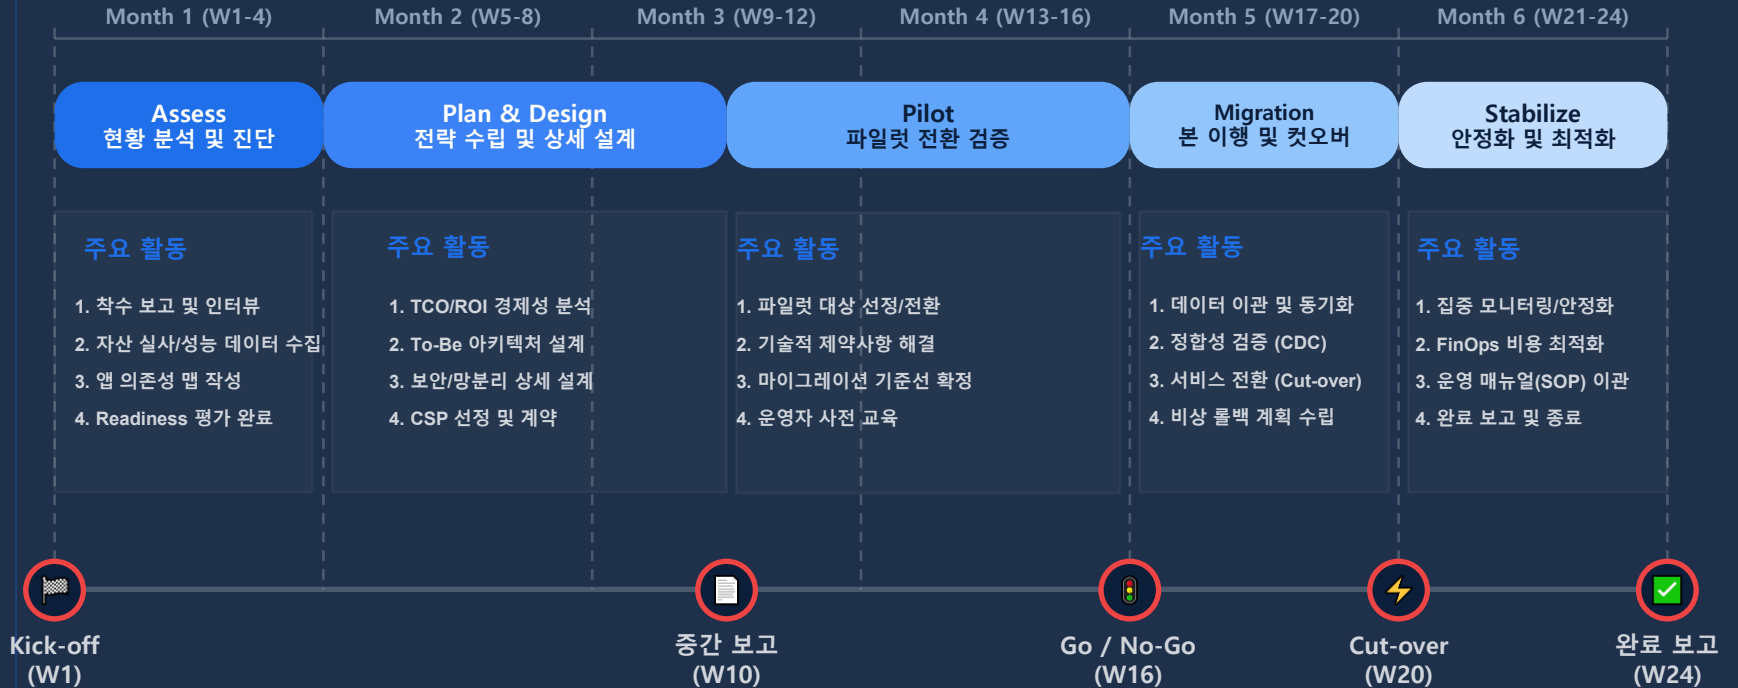 Month 1 (W1-4)
Month 2 (W5-8)
Month 3 (W9-12)
Month 4 (W13-16)
Month 5 (W17-20)
Month 6 (W21-24)
Assess
현황 분석 및 진단
Plan & Design
전략 수립 및 상세 설계
Pilot
파일럿 전환 검증
Migration
본 이행 및 컷오버
Stabilize
안정화 및 최적화
주요 활동
1. 착수 보고 및 인터뷰
2. 자산 실사/성능 데이터 수집
3. 앱 의존성 맵 작성
4. Readiness 평가 완료
주요 활동
1. TCO/ROI 경제성 분석
2. To-Be 아키텍처 설계
3. 보안/망분리 상세 설계
4. CSP 선정 및 계약
주요 활동
1. 파일럿 대상 선정/전환
2. 기술적 제약사항 해결
3. 마이그레이션 기준선 확정
4. 운영자 사전 교육
주요 활동
1. 데이터 이관 및 동기화
2. 정합성 검증 (CDC)
3. 서비스 전환 (Cut-over)
4. 비상 롤백 계획 수립
주요 활동
1. 집중 모니터링/안정화
2. FinOps 비용 최적화
3. 운영 매뉴얼(SOP) 이관
4. 완료 보고 및 종료
Kick-off
(W1)
중간 보고
(W10)
Go / No-Go
(W16)
Cut-over
(W20)
완료 보고
(W24)